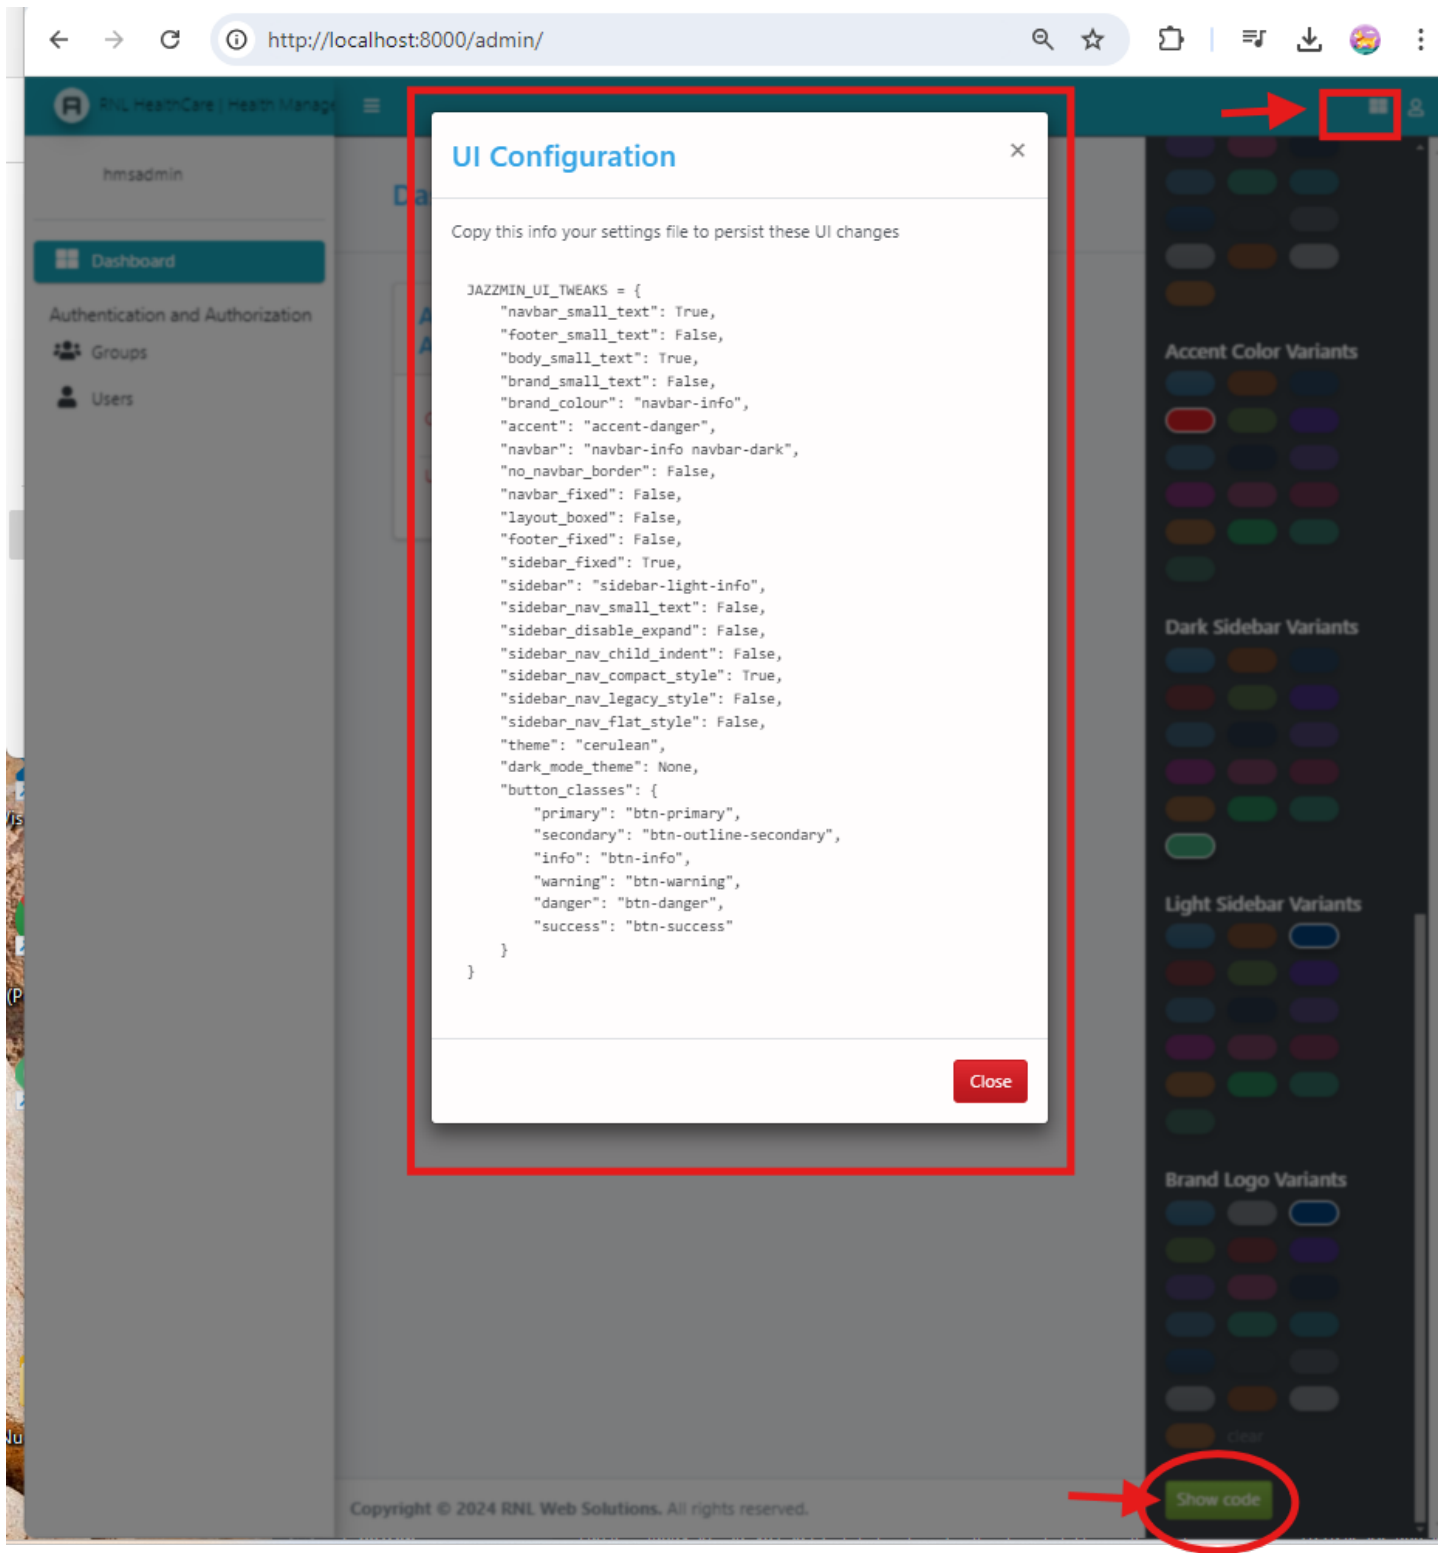 http://localhost:8000/admin/
RNL HealthCare | Health Manage
hmsadmin
Dashboard
Authentication and Authorization
Groups
Users
Da
A
A
UI Configuration
×
Copy this info your settings file to persist these UI changes
JAZZMIN_UI_TWEAKS = {
"navbar_small_text": True,
"footer_small_text": False,
"body_small_text": True,
"brand_small_text": False,
"brand_colour": "navbar-info",
"accent": "accent-danger",
"navbar": "navbar-info navbar-dark",
"no_navbar_border": False,
"navbar_fixed": False,
"layout_boxed": False,
"footer_fixed": False,
"sidebar_fixed": True,
"sidebar": "sidebar-light-info",
"sidebar_nav_small_text": False,
"sidebar_disable_expand": False,
"sidebar_nav_child_indent": False,
"sidebar_nav_compact_style": True,
"sidebar_nav_legacy_style": False,
"sidebar_nav_flat_style": False,
"theme": "cerulean",
"dark_mode_theme": None,
"button_classes": {
"primary": "btn-primary",
"secondary": "btn-outline-secondary",
"info": "btn-info",
"warning": "btn-warning",
"danger": "btn-danger",
"success": "btn-success"
}
}
Close
Accent Color Variants
Dark Sidebar Variants
Light Sidebar Variants
Brand Logo Variants
clear
Show code
Copyright © 2024 RNL Web Solutions. All rights reserved.